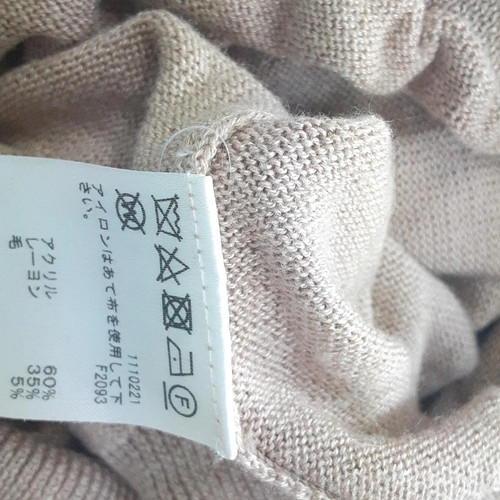 アイロンはあて布を使用して下
さい。
アクリル 60%
レーヨン 35%
毛 5%
1110221
F2093
F
W